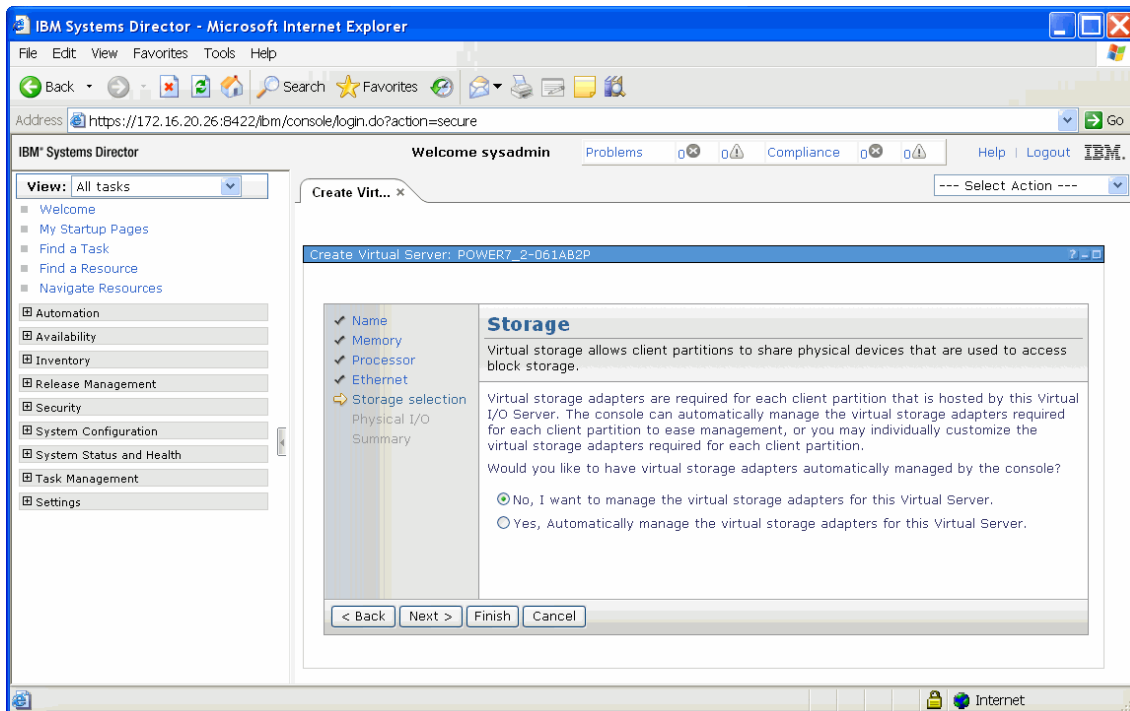 IBM Systems Director - Microsoft Internet Explorer
File Edit View Favorites Tools Help
Back Search Favorites
Address https://172.16.20.26:8422/ibm/console/login.do?action=secure Go
IBM® Systems Director Welcome sysadmin Problems 0 0 Compliance 0 0 Help | Logout IBM.
View: All tasks
Create Virt... × --- Select Action ---
Welcome
My Startup Pages
Find a Task
Find a Resource
Navigate Resources
Automation
Availability
Inventory
Release Management
Security
System Configuration
System Status and Health
Task Management
Settings
Create Virtual Server: POWER7_2-061AB2P ?
Name
Memory
Processor
Ethernet
Storage selection
Physical I/O
Summary
Storage
Virtual storage allows client partitions to share physical devices that are used to access
block storage.
Virtual storage adapters are required for each client partition that is hosted by this Virtual
I/O Server. The console can automatically manage the virtual storage adapters required
for each client partition to ease management, or you may individually customize the
virtual storage adapters required for each client partition.
Would you like to have virtual storage adapters automatically managed by the console?
No, I want to manage the virtual storage adapters for this Virtual Server.
Yes, Automatically manage the virtual storage adapters for this Virtual Server.
< Back Next > Finish Cancel
Internet